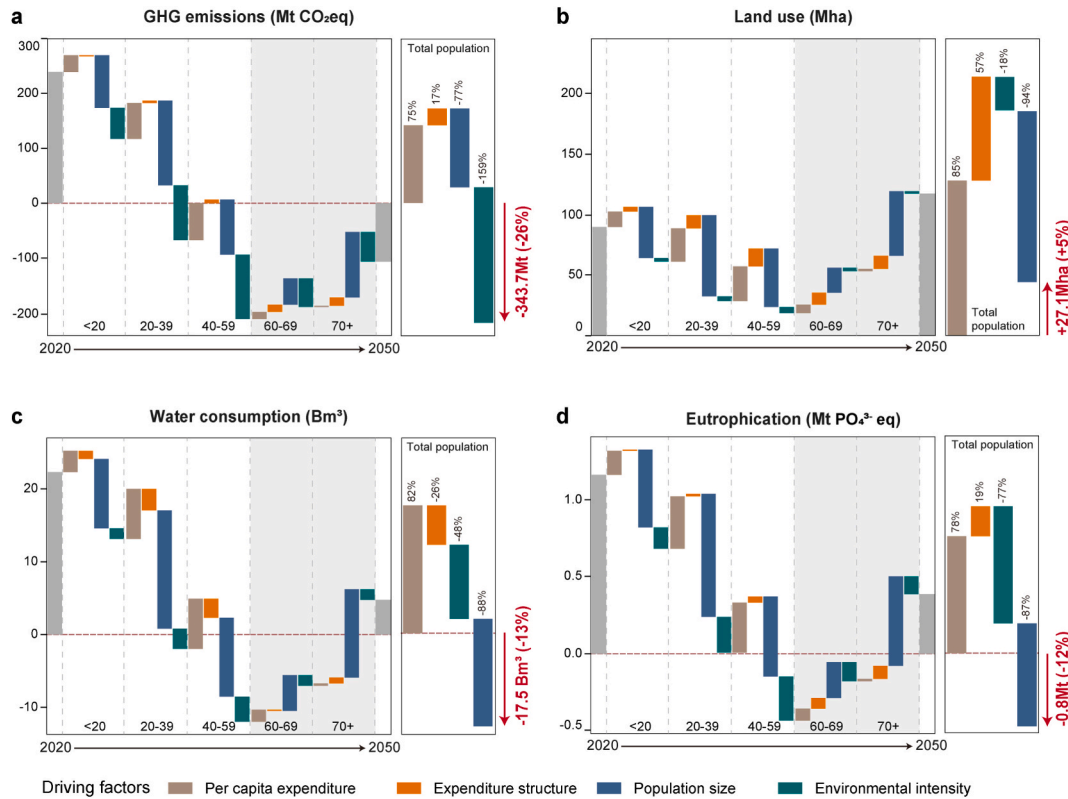 a
GHG emissions (Mt CO₂eq)
300
200
100
0
-100
-200
<20
20-39
40-59
60-69
70+
2020
2050
Total population
75%
17%
-77%
-159%
-343.7Mt (-26%)
b
Land use (Mha)
200
150
100
50
0
<20
20-39
40-59
60-69
70+
2020
2050
85%
57%
-18%
-94%
Total
population
+27.1Mha (+5%)
c
Water consumption (Bm³)
20
10
0
-10
<20
20-39
40-59
60-69
70+
2020
2050
Total population
82%
-26%
-48%
-88%
-17.5 Bm³ (-13%)
d
Eutrophication (Mt PO₄³⁻ eq)
1.0
0.5
0.0
-0.5
<20
20-39
40-59
60-69
70+
2020
2050
Total population
78%
19%
-77%
-87%
-0.8Mt (-12%)
Driving factors
Per capita expenditure
Expenditure structure
Population size
Environmental intensity